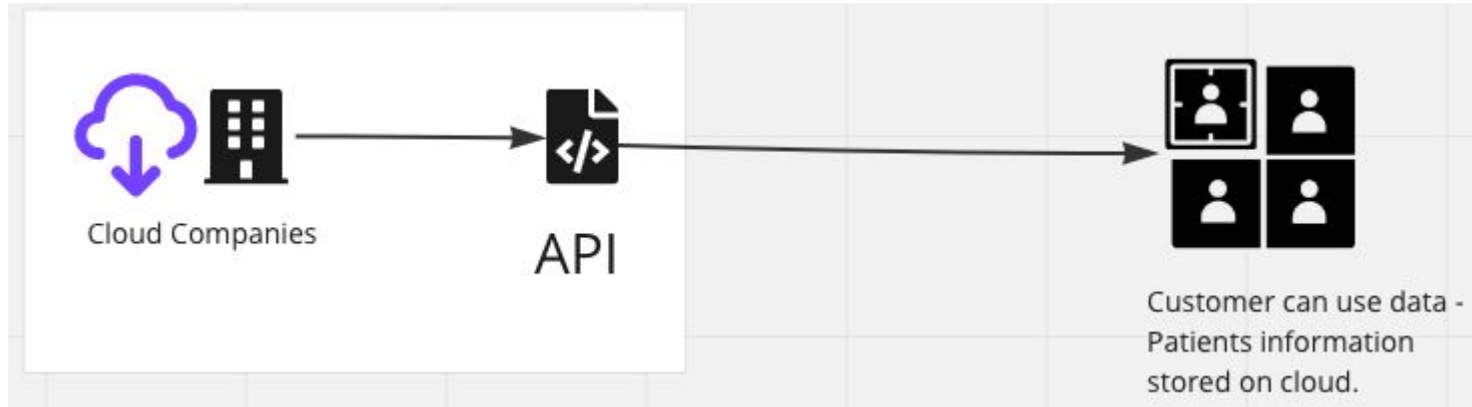 </>
Cloud Companies
API
Customer can use data -
Patients information
stored on cloud.